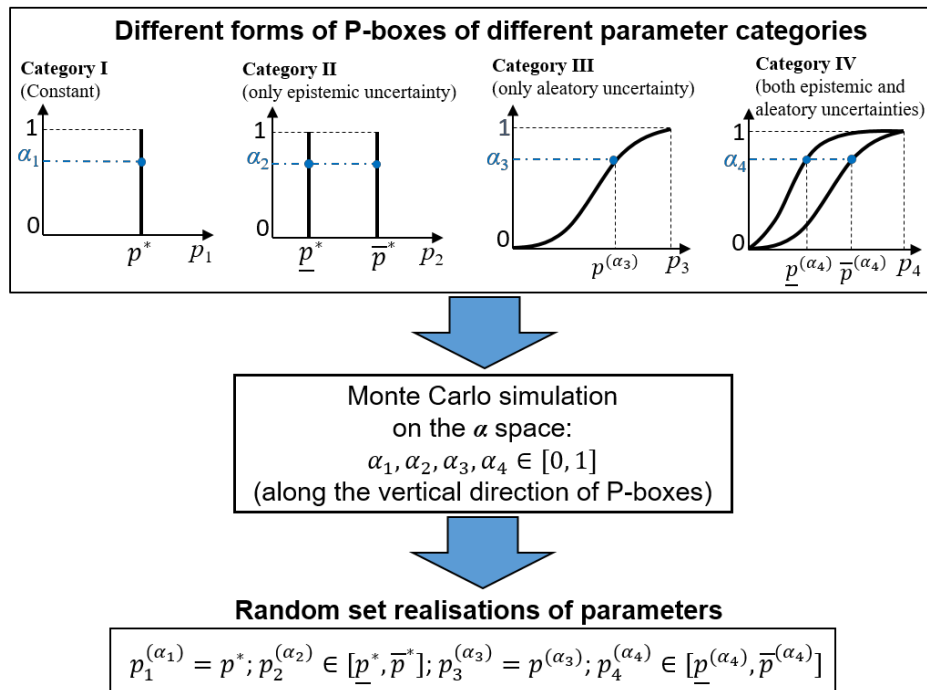 Different forms of P-boxes of different parameter categories
Category I
(Constant)
1
α₁
0
p*
p₁
Category II
(only epistemic uncertainty)
1
α₂
0
p̲*
p̅*
p₂
Category III
(only aleatory uncertainty)
1
α₃
0
p^(α₃)
p₃
Category IV
(both epistemic and
aleatory uncertainties)
1
α₄
0
p̲^(α₄)
p̅^(α₄)
p₄
Monte Carlo simulation
on the α space:
α₁, α₂, α₃, α₄ ∈ [0, 1]
(along the vertical direction of P-boxes)
Random set realisations of parameters
p₁^(α₁) = p*; p₂^(α₂) ∈ [p̲*, p̅*]; p₃^(α₃) = p^(α₃); p₄^(α₄) ∈ [p̲^(α₄), p̅^(α₄)]